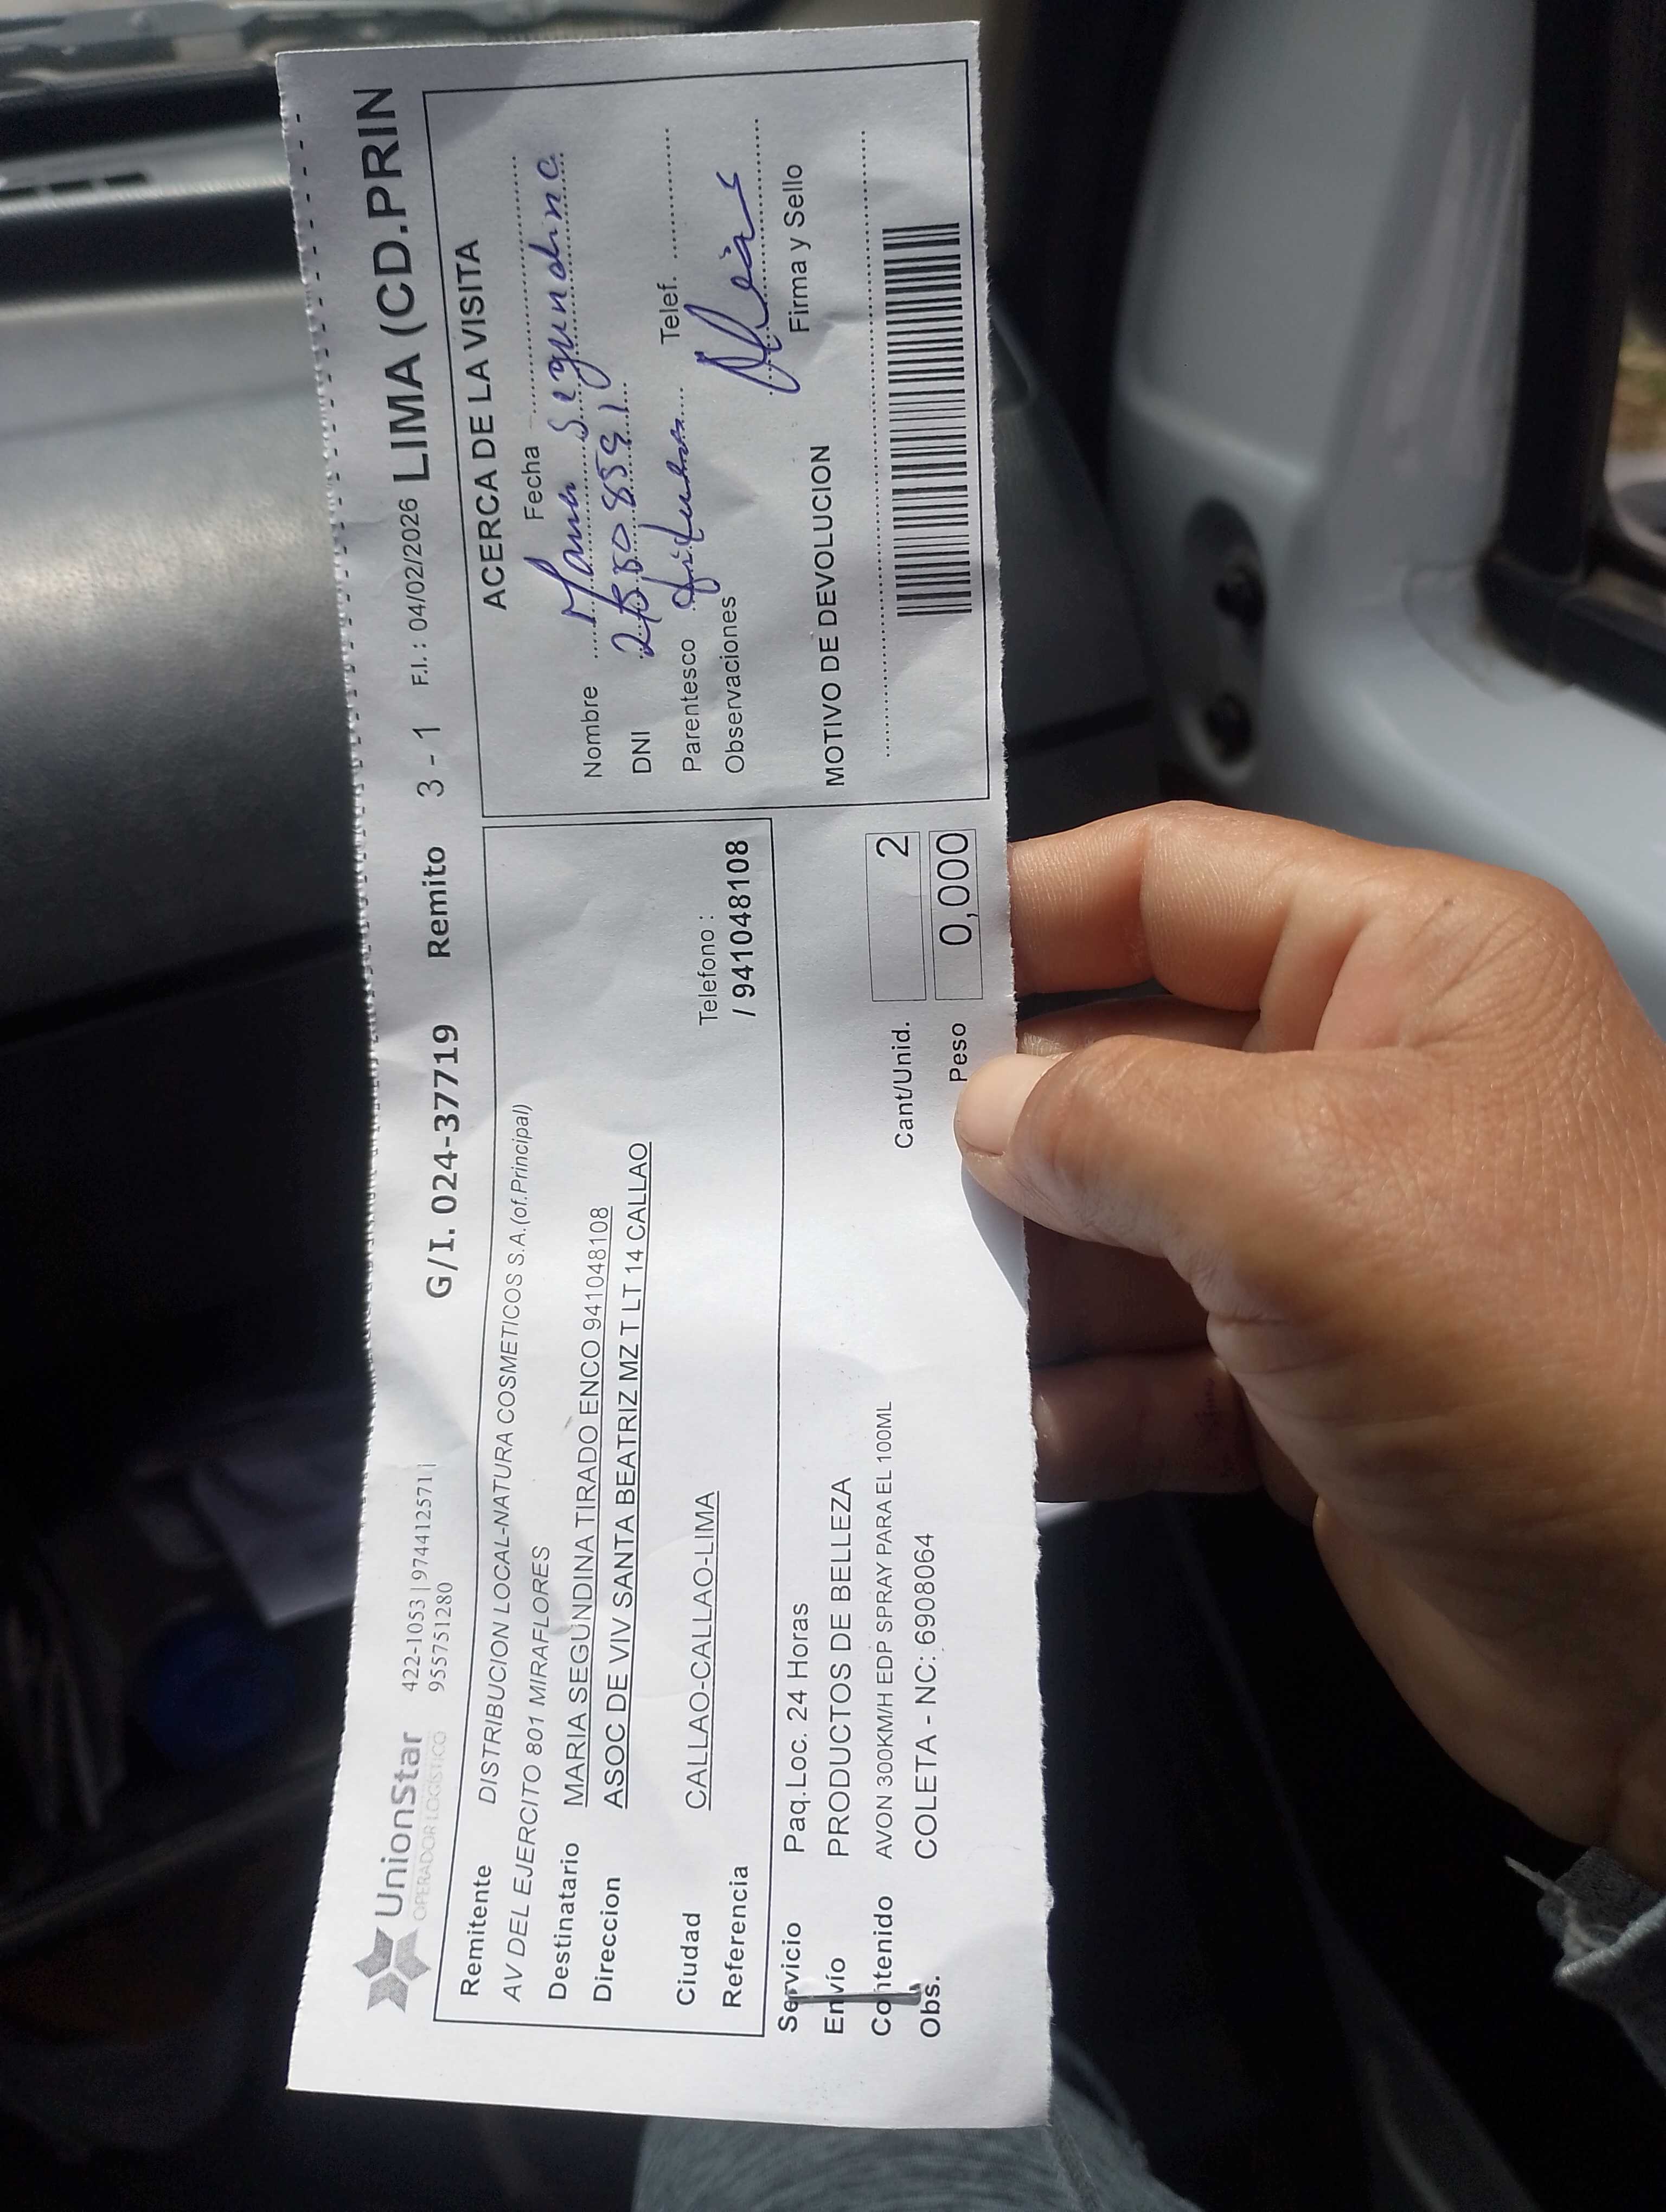 UnionStar
OPERADOR LOGISTICO
422-1053 | 974412571 |
955751280
G/I. 024-37719 Remito 3 - 1 F.I.: 04/02/2026 LIMA (CD.PRIN
Remitente DISTRIBUCION LOCAL-NATURA COSMETICOS S.A.(of.Principal)
AV DEL EJERCITO 801 MIRAFLORES
Destinatario MARIA SEGUNDINA TIRADO ENCO 941048108
Direccion ASOC DE VIV SANTA BEATRIZ MZ T LT 14 CALLAO
Ciudad CALLAO-CALLAO-LIMA
Referencia
Telefono :
/ 941048108
Servicio Paq.Loc. 24 Horas
Envío PRODUCTOS DE BELLEZA
Contenido AVON 300KM/H EDP SPRAY PARA EL 100ML
Obs. COLETA - NC: 6908064
Cant/Unid. 2
Peso 0,000
ACERCA DE LA VISITA
Fecha
Nombre Maria Segundina
DNI
Parentesco Telef.
Observaciones
Firma y Sello
MOTIVO DE DEVOLUCION